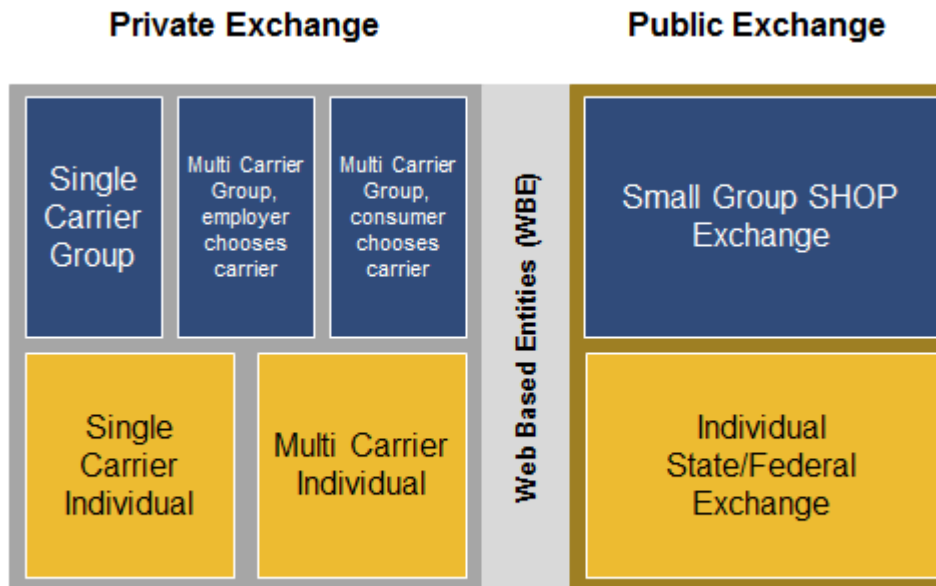 Private Exchange
Public Exchange
Single
Carrier
Group
Multi Carrier
Group,
employer
chooses
carrier
Multi Carrier
Group,
consumer
chooses
carrier
Web Based Entities (WBE)
Small Group SHOP
Exchange
Single
Carrier
Individual
Multi Carrier
Individual
Individual
State/Federal
Exchange